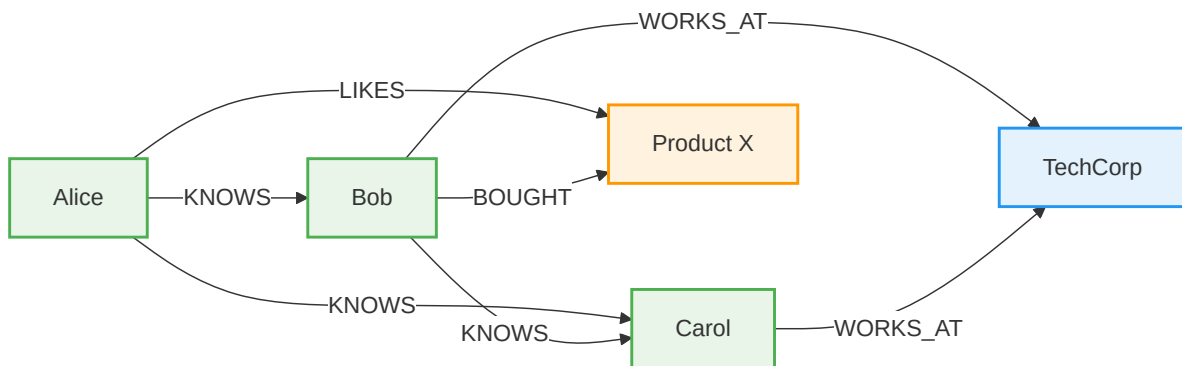 WORKS_AT
LIKES
Product X
TechCorp
Alice
KNOWS
Bob
BOUGHT
KNOWS
KNOWS
Carol
WORKS_AT